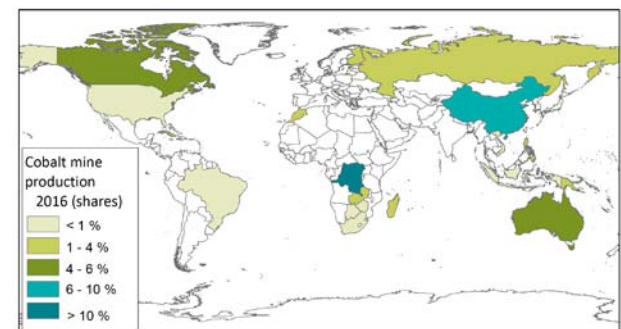 Cobalt mine
production
2016 (shares)
< 1 %
1 - 4 %
4 - 6 %
6 - 10 %
> 10 %